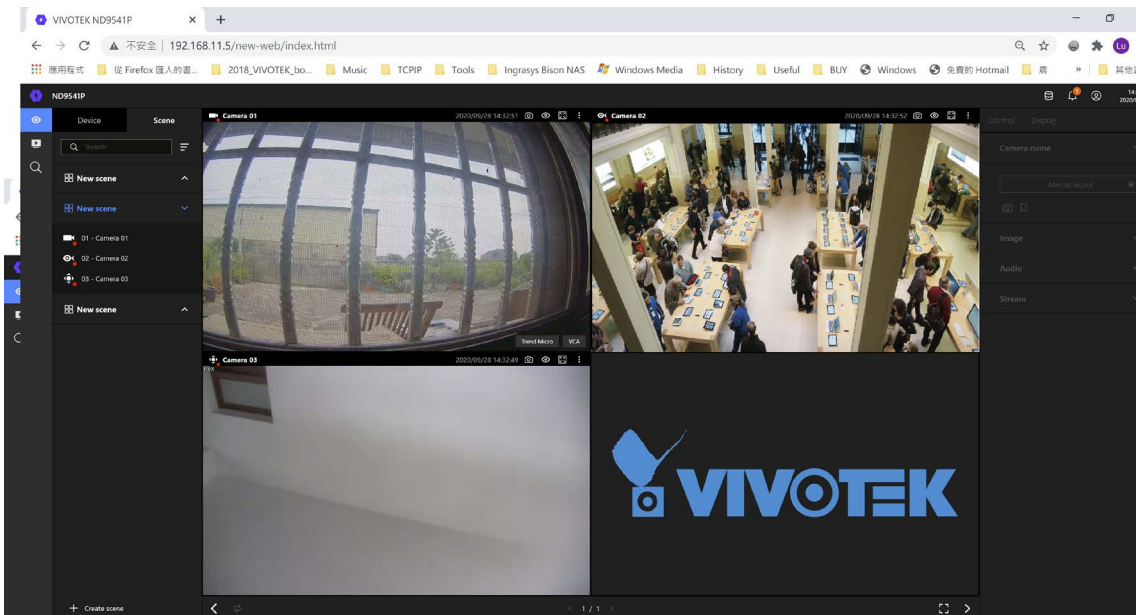 VIVOTEK ND9541P
不安全 192.168.11.5/new-web/index.html
應用程式 從 Firefox 匯入的書... 2018_VIVOTEK_bo... Music TCPIP Tools Ingrasys Bison NAS Windows Media History Useful BUY Windows 免費的 Hotmail 農 » 其他
ND9541P
14:
2020/0
Device Scene
Search
New scene
New scene
01 - Camera 01
02 - Camera 02
03 - Camera 03
New scene
Create scene
Camera 01 2020/09/28 14:32:51
Trend Micro VCA
Camera 02 2020/09/28 14:32:52
Camera 03 2020/09/28 14:32:49
VIVOTEK
1 / 1
Control Display
Camera name
Manual record
Image
Audio
Stream
Lu